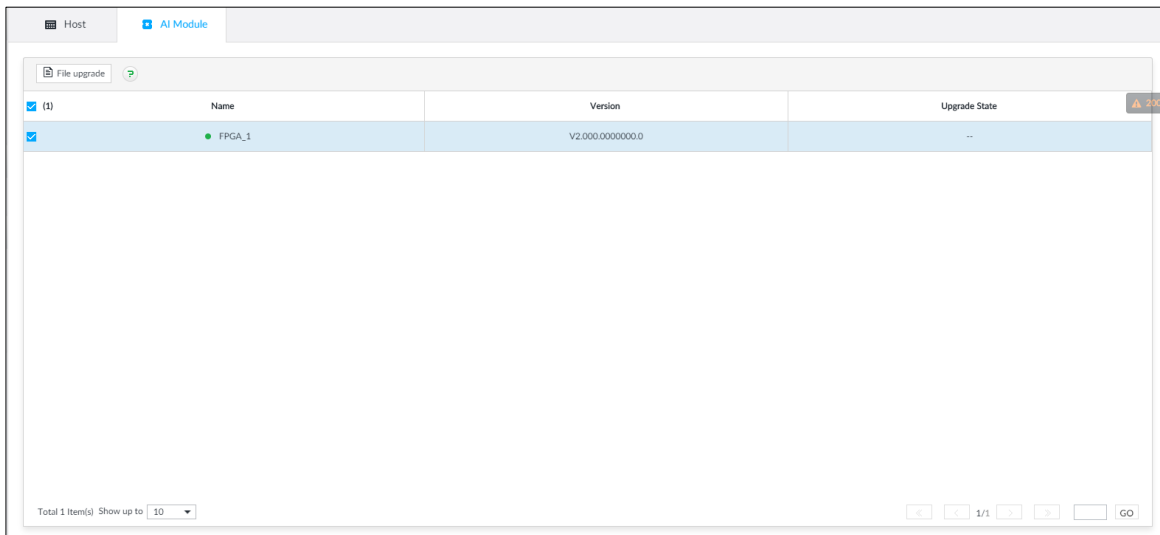 Host AI Module
File upgrade
(1) Name Version Upgrade State
200
FPGA_1 V2.000.0000000.0 --
Total 1 Item(s) Show up to 10 1/1 GO